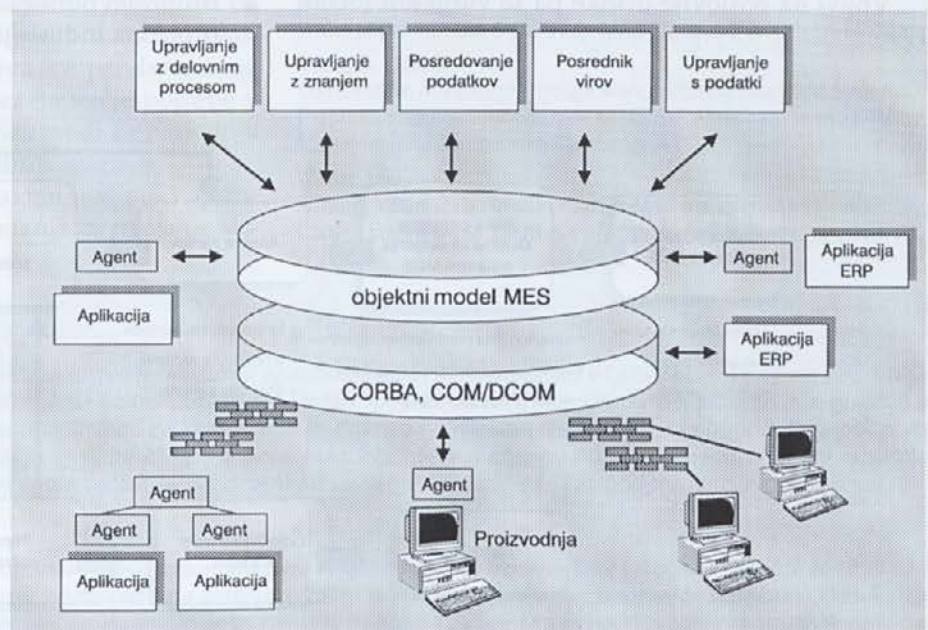 Upravljanje
z delovnim
procesom
Upravljanje
z znanjem
Posredovanje
podatkov
Posrednik
virov
Upravljanje
s podatki
Agent
Aplikacija
objektni model MES
CORBA, COM/DCOM
Agent
Aplikacija
ERP
Aplikacija
ERP
Agent
Agent
Agent
Aplikacija
Aplikacija
Agent
Proizvodnja